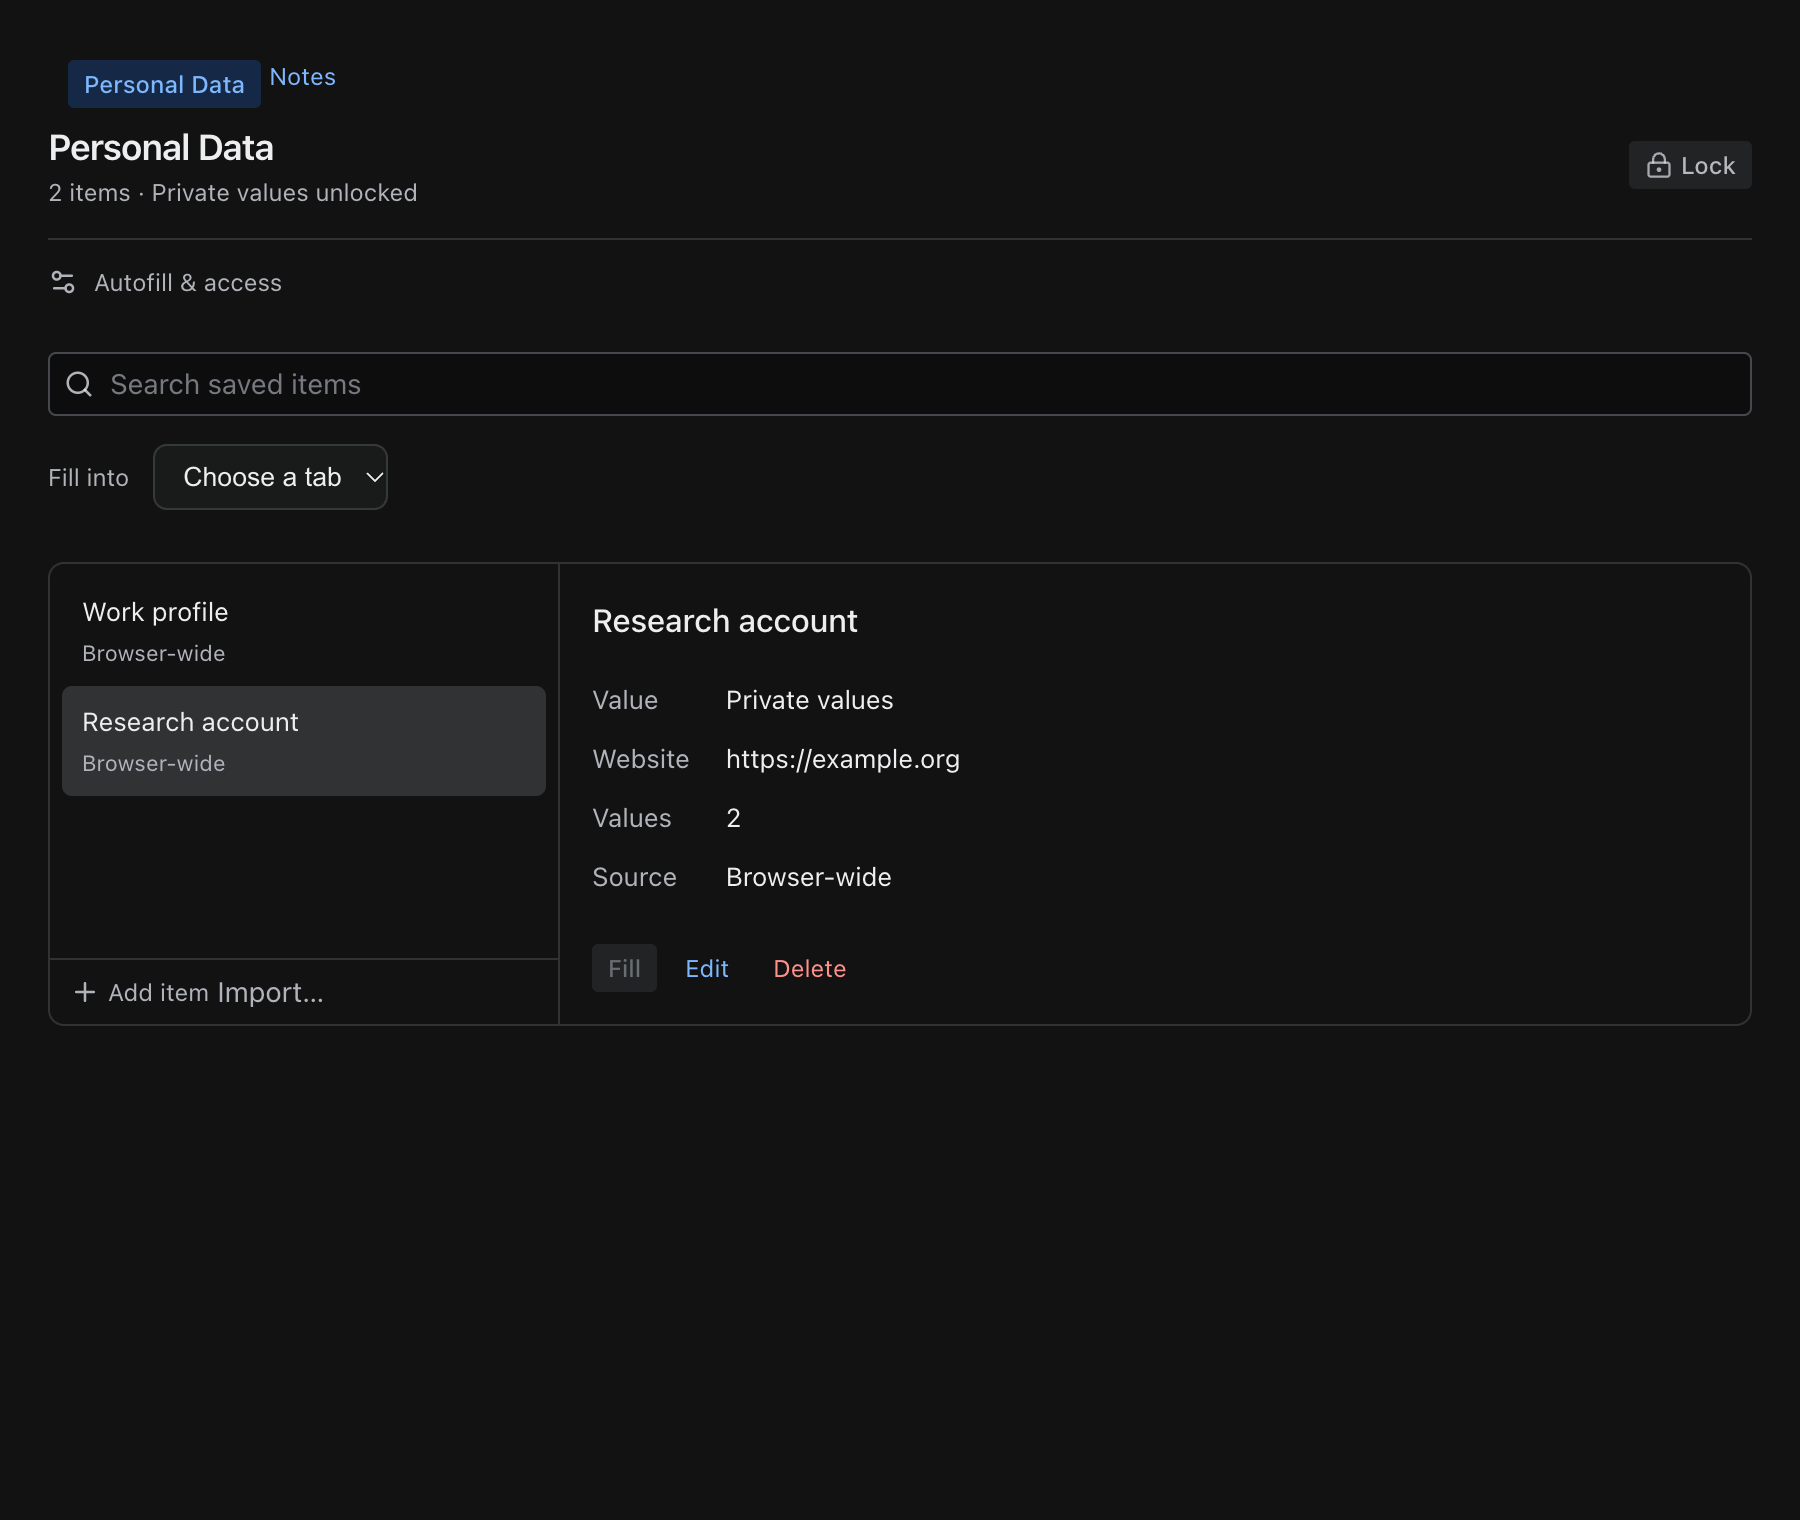 Personal Data Notes
Personal Data
2 items · Private values unlocked
Lock
Autofill & access
Search saved items
Fill into Choose a tab
Work profile
Browser-wide
Research account
Browser-wide
Add item Import...
Research account
Value Private values
Website https://example.org
Values 2
Source Browser-wide
Fill Edit Delete